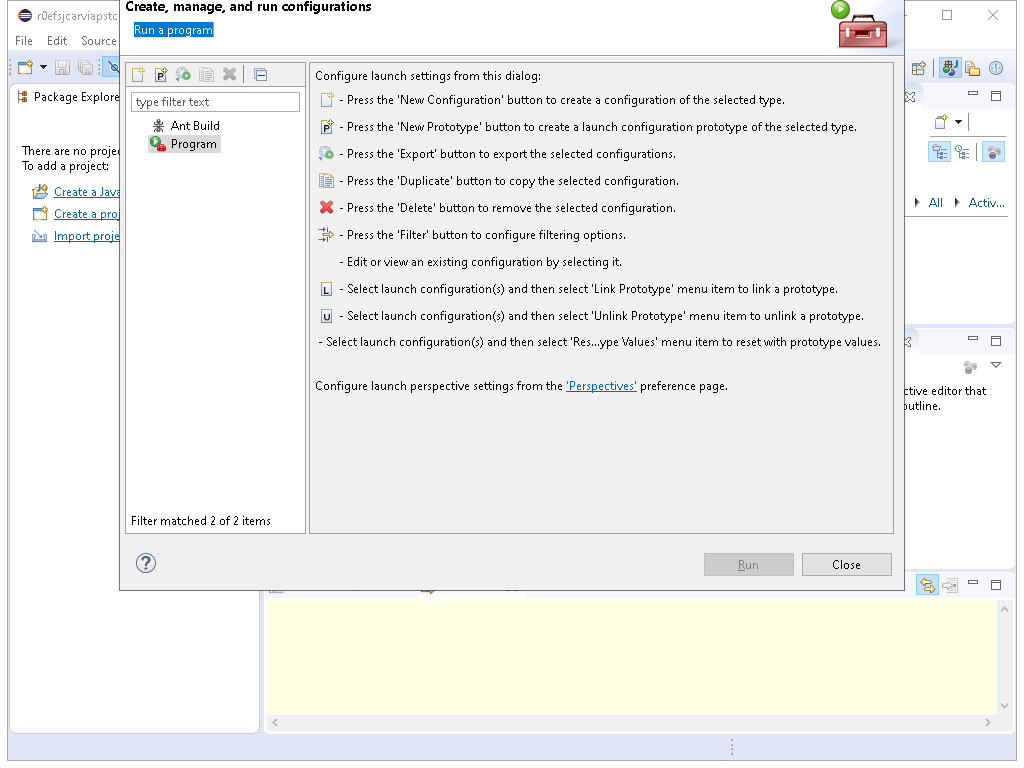 r0efsjcarviapstc
File Edit Source
Create, manage, and run configurations
Run a program
Package Explore
There are no projec
To add a project:
Create a Java
Create a proj
Import proje
type filter text
Ant Build
Program
Filter matched 2 of 2 items
Configure launch settings from this dialog:
- Press the 'New Configuration' button to create a configuration of the selected type.
- Press the 'New Prototype' button to create a launch configuration prototype of the selected type.
- Press the 'Export' button to export the selected configurations.
- Press the 'Duplicate' button to copy the selected configuration.
- Press the 'Delete' button to remove the selected configuration.
- Press the 'Filter' button to configure filtering options.
- Edit or view an existing configuration by selecting it.
L - Select launch configuration(s) and then select 'Link Prototype' menu item to link a prototype.
U - Select launch configuration(s) and then select 'Unlink Prototype' menu item to unlink a prototype.
- Select launch configuration(s) and then select 'Res...ype Values' menu item to reset with prototype values.
Configure launch perspective settings from the 'Perspectives' preference page.
Run Close
All Activ...
ctive editor that
outline.